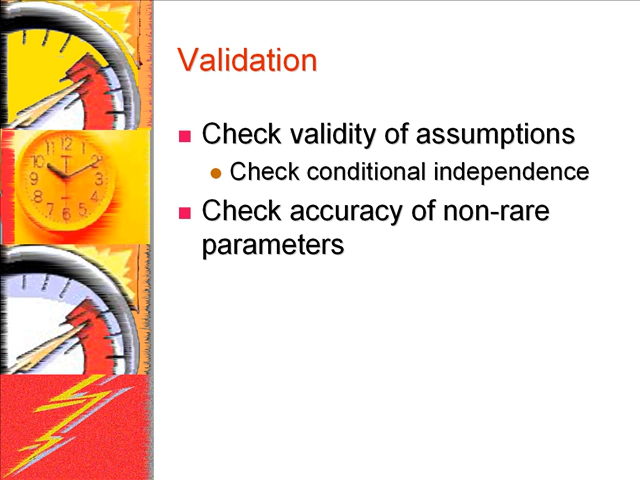 Validation
Check validity of assumptions
Check conditional independence
Check accuracy of non-rare
parameters